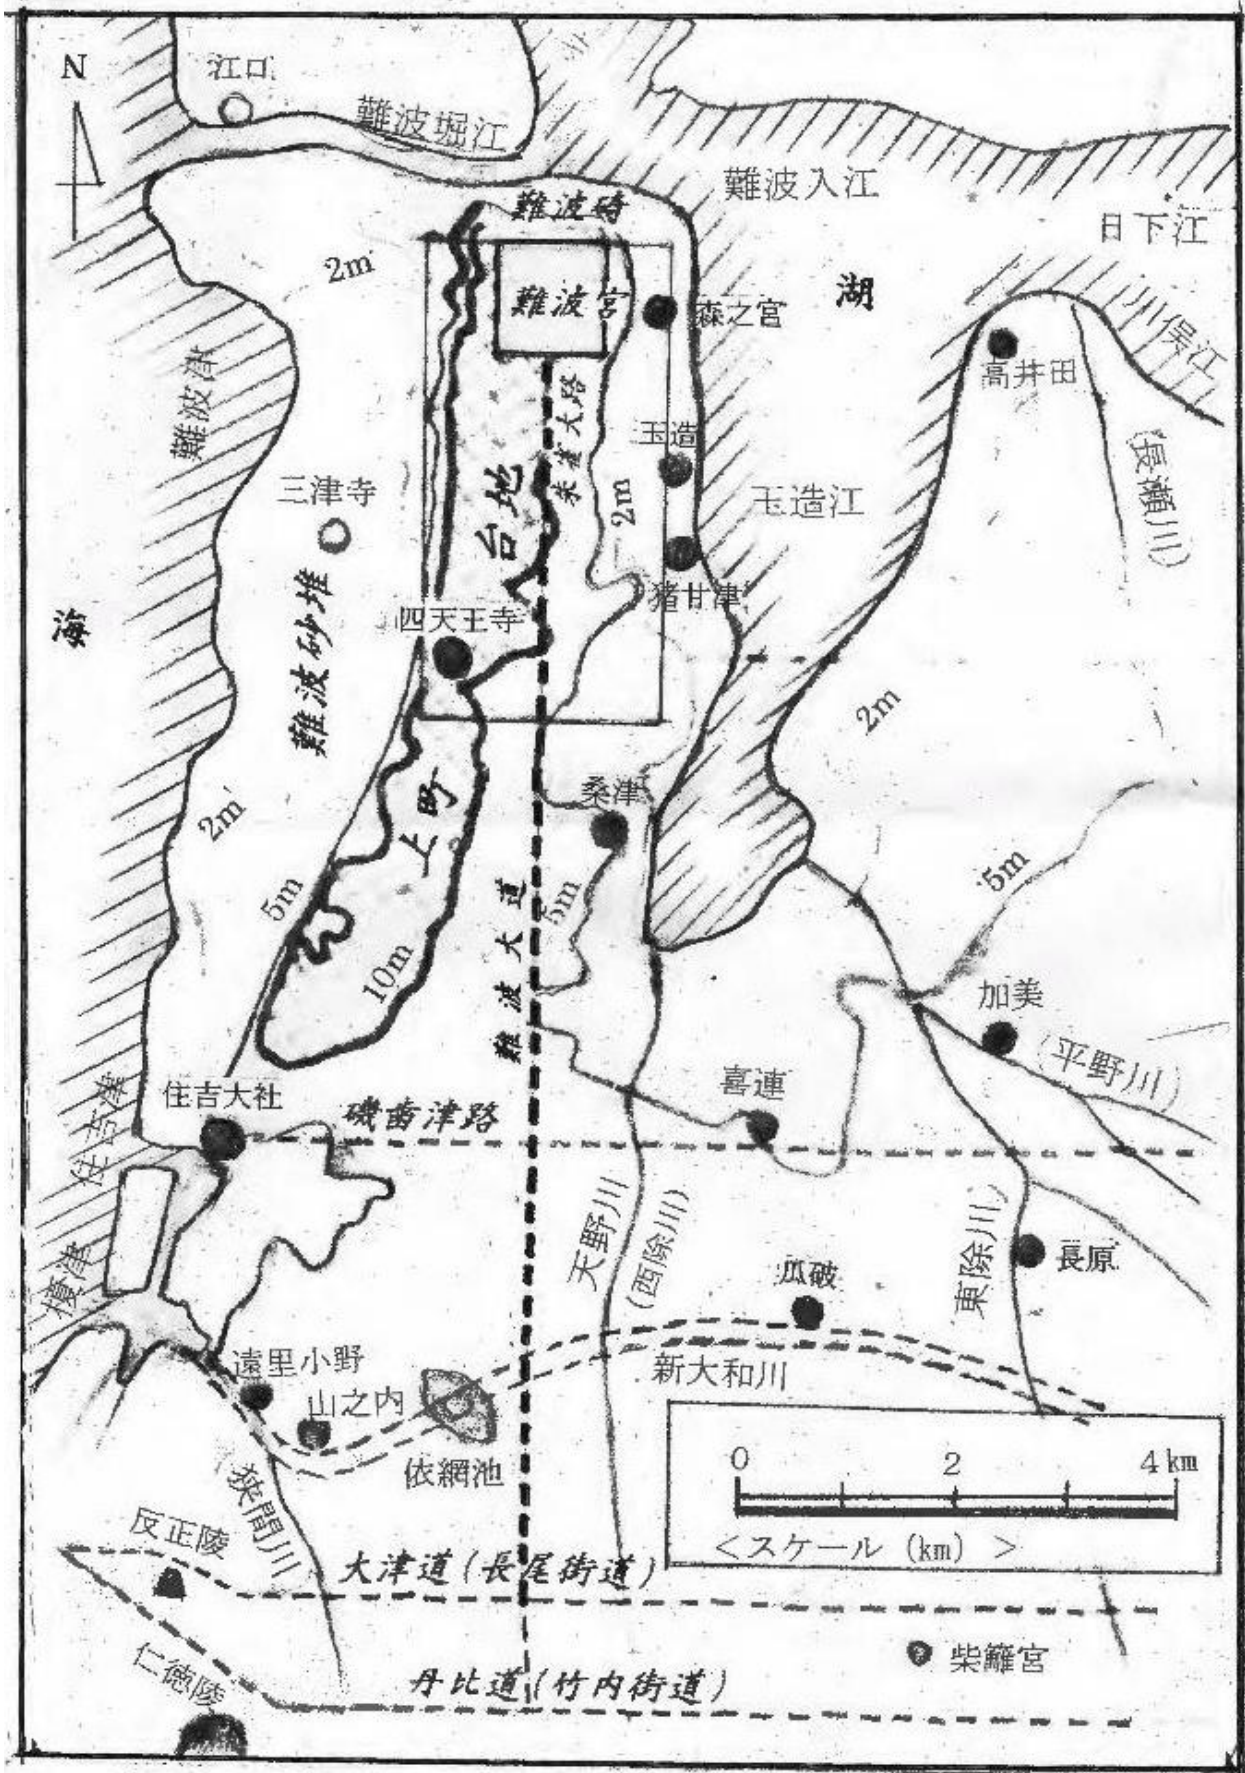 N
江口
難波堀江
難波入江
日下江
難波碕
2m
難波宮
森之宮
湖
川俣江
高井田
難波津
朱雀大路
玉造
(長瀬川)
三津寺
台地
2m
玉造江
猪甘津
海
難波砂堆
四天王寺
2m
桑津
上町
2m
5m
5m
5m
難波大道
10m
加美
(平野川)
喜連
住吉津
住吉大社
磯歯津路
天野川
(西除川)
東除川
長原
瓜破
遠里小野
山之内
新大和川
依網池
狭間川
0 2 4km
<スケール (km) >
反正陵
大津道(長尾街道)
柴籬宮
仁徳陵
丹比道(竹内街道)